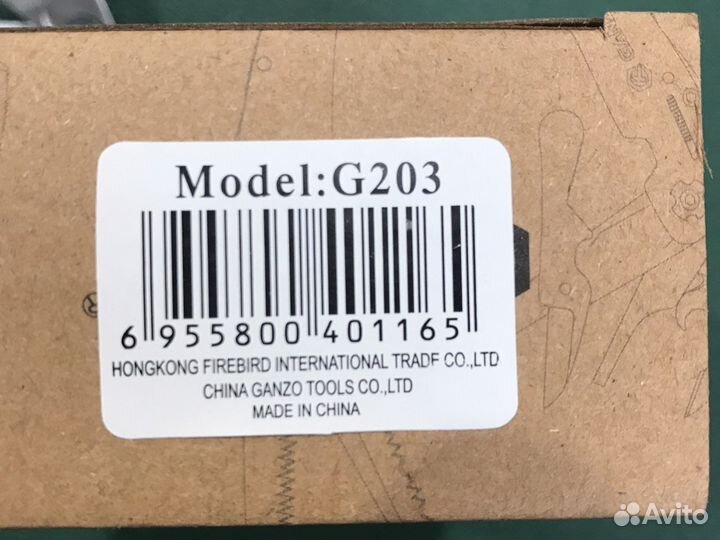 Model:G203
6 955800 401165
HONGKONG FIREBIRD INTERNATIONAL TRADE CO.,LTD
CHINA GANZO TOOLS CO.,LTD
MADE IN CHINA
®
Avito